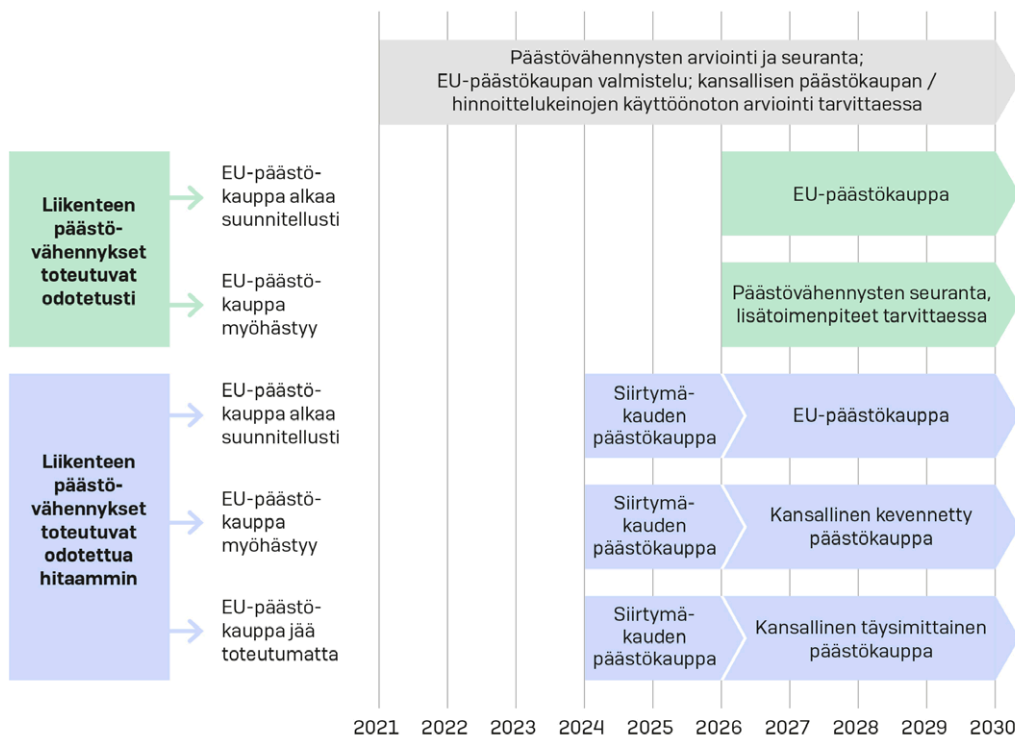 Päästövähennysten arviointi ja seuranta;
EU-päästökaupan valmistelu; kansallisen päästökaupan /
hinnoittelukeinojen käyttöönoton arviointi tarvittaessa
Liikenteen
päästö-
vähennykset
toteutuvat
odotetusti
EU-päästö-
kauppa alkaa
suunnitellusti
EU-päästökauppa
EU-päästö-
kauppa
myöhästyy
Päästövähennysten seuranta,
lisätoimenpiteet tarvittaessa
Liikenteen
päästö-
vähennykset
toteutuvat
odotettua
hitaammin
EU-päästö-
kauppa alkaa
suunnitellusti
Siirtymä-
kauden
päästökauppa
EU-päästökauppa
EU-päästö-
kauppa
myöhästyy
Siirtymä-
kauden
päästökauppa
Kansallinen kevennetty
päästökauppa
EU-päästö-
kauppa jää
toteutumatta
Siirtymä-
kauden
päästökauppa
Kansallinen täysimittainen
päästökauppa
2021 2022 2023 2024 2025 2026 2027 2028 2029 2030